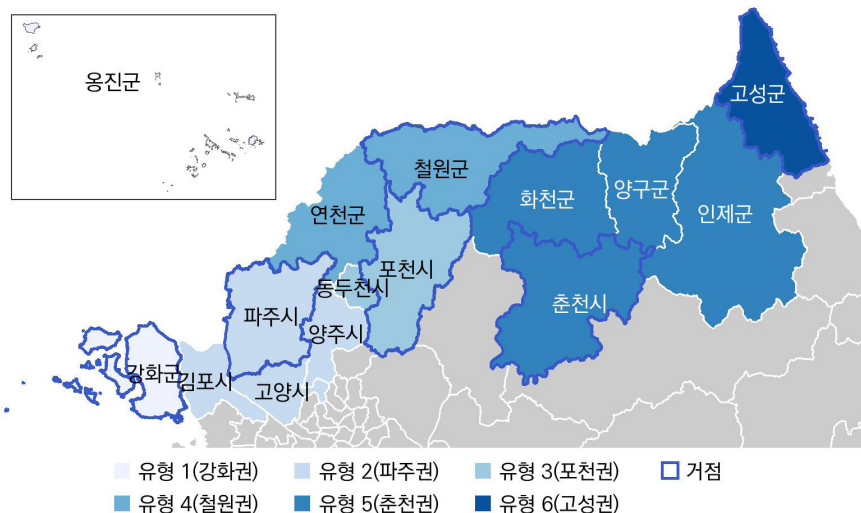 옹진군
고성군
철원군
양구군
화천군
인제군
연천군
포천시
동두천시
춘천시
파주시
양주시
강화군
김포시
고양시
유형 1(강화권)
유형 2(파주권)
유형 3(포천권)
거점
유형 4(철원권)
유형 5(춘천권)
유형 6(고성권)